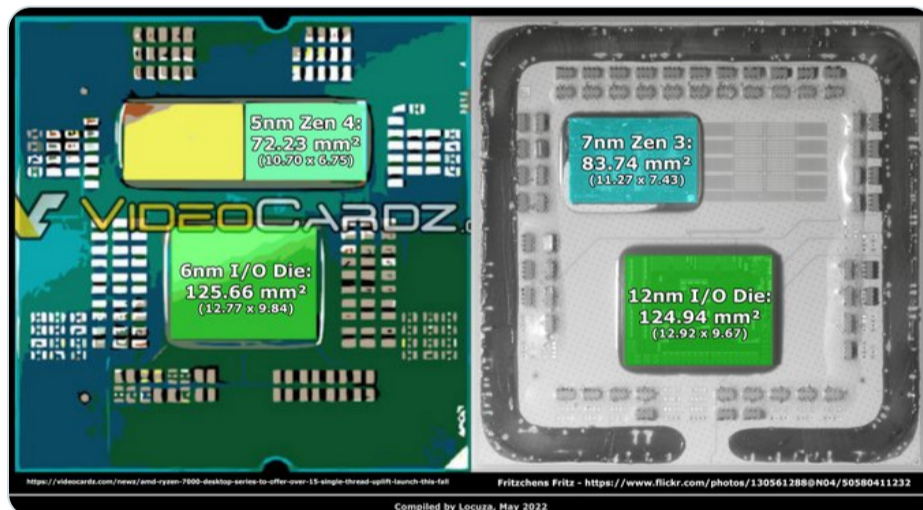 5nm Zen 4:
72.23 mm²
(10.70 x 6.75)
VIDEOCARDZ
6nm I/O Die:
125.66 mm²
(12.77 x 9.84)
7nm Zen 3:
83.74 mm²
(11.27 x 7.43)
12nm I/O Die:
124.94 mm²
(12.92 x 9.67)
https://videocardz.com/newz/amd-ryzen-7000-desktop-series-to-offer-over-15-single-thread-uplift-launch-this-fall
Fritzchens Fritz - https://www.flickr.com/photos/130561288@N04/50580411232
Compiled by Locuza, May 2022